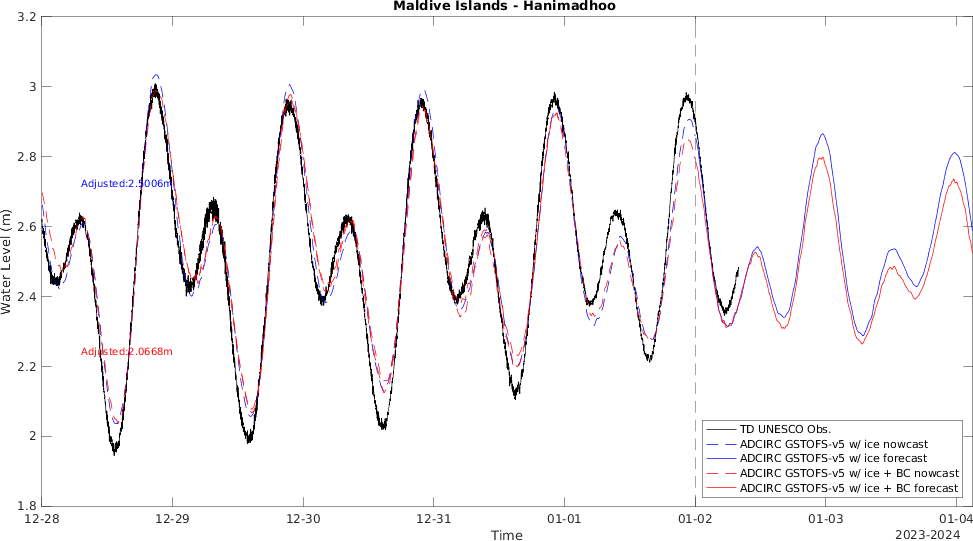 Maldive Islands - Hanimadhoo
3.2
3
2.8
2.6
2.4
2.2
2
1.8
Water Level (m)
Adjusted:2.5006m
Adjusted:2.0668m
TD UNESCO Obs.
ADCIRC GSTOFS-v5 w/ ice nowcast
ADCIRC GSTOFS-v5 w/ ice forecast
ADCIRC GSTOFS-v5 w/ ice + BC nowcast
ADCIRC GSTOFS-v5 w/ ice + BC forecast
12-28 12-29 12-30 12-31 01-01 01-02 01-03 01-04
Time
2023-2024